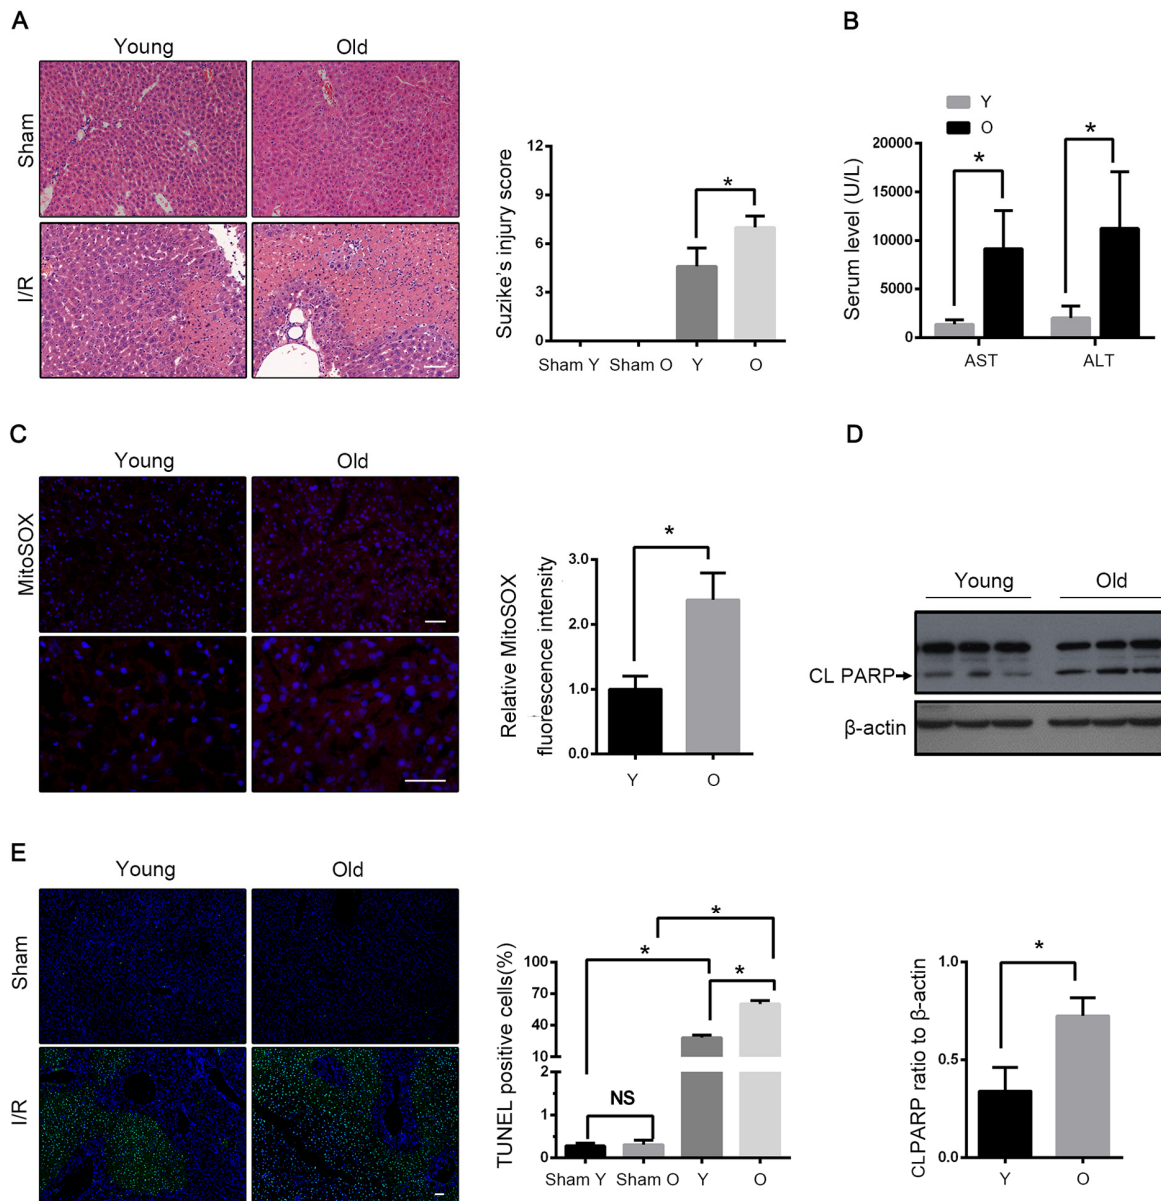 A
Young
Old
Sham
I/R
Suzike's injury score
12
9
6
3
0
*
Sham Y
Sham O
Y
O
B
Y
O
Serum level (U/L)
20000
15000
10000
5000
0
*
*
AST
ALT
C
Young
Old
MitoSOX
Relative MitoSOX
fluorescence intensity
3.0
2.0
1.0
0.0
*
Y
O
D
Young
Old
CL PARP
β-actin
E
Young
Old
Sham
I/R
TUNEL positive cells(%)
100
70
40
10
2
1
0
*
*
*
NS
Sham Y
Sham O
Y
O
CLPARP ratio to β-actin
1.0
0.5
0.0
*
Y
O